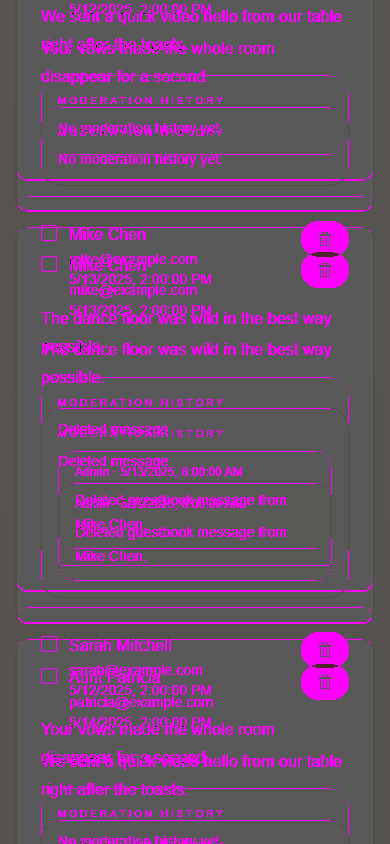 5/12/2025, 2:00:00 PM
We sent a quick video hello from our table
right after the toasts.
Your vows made the whole room
disappear for a second.
MODERATION HISTORY
No moderation history yet.
MODERATION HISTORY
No moderation history yet.
Mike Chen
mike@example.com
Mike Chen
5/13/2025, 2:00:00 PM
mike@example.com
5/13/2025, 2:00:00 PM
The dance floor was wild in the best way
possible.
The dance floor was wild in the best way
possible.
MODERATION HISTORY
Deleted message
MODERATION HISTORY
Deleted message
Admin · 5/15/2025, 6:00:00 AM
Deleted guestbook message from
Mike Chen.
Deleted guestbook message from
Mike Chen.
Sarah Mitchell
sarah@example.com
Aunt Patricia
5/12/2025, 2:00:00 PM
patricia@example.com
5/14/2025, 2:00:00 PM
Your vows made the whole room
disappear for a second.
We sent a quick video hello from our table
right after the toasts.
MODERATION HISTORY
No moderation history yet.